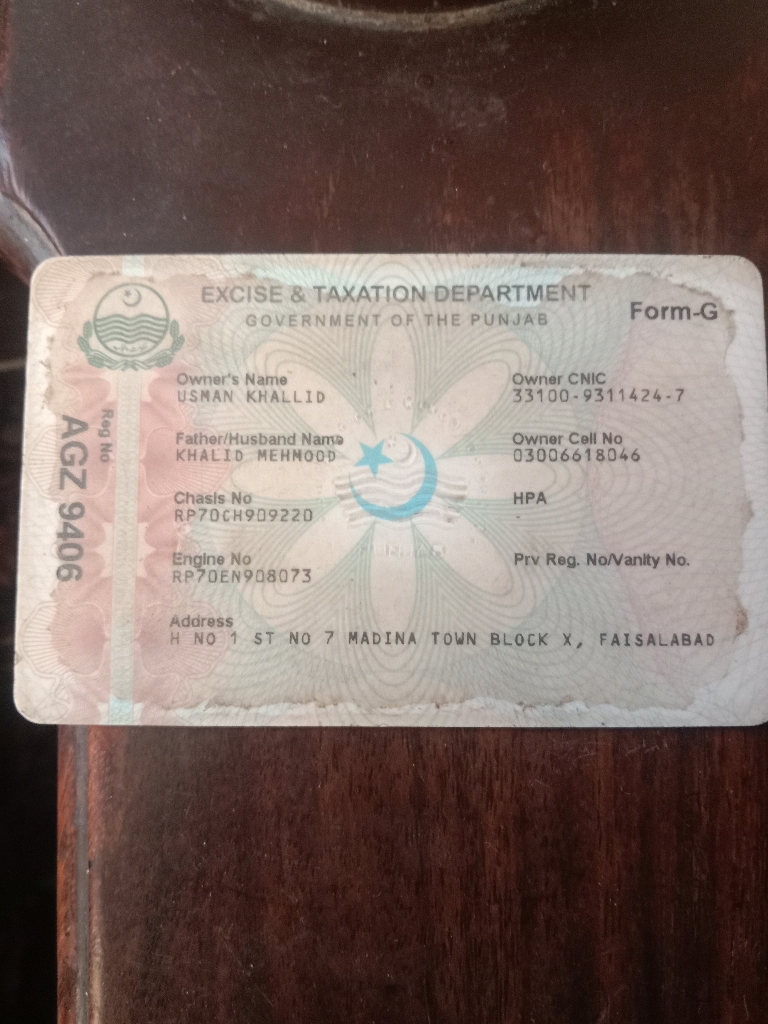 EXCISE & TAXATION DEPARTMENT
GOVERNMENT OF THE PUNJAB
Form-G
Reg No
AGZ 9406
Owner's Name
USMAN KHALLID
Owner CNIC
33100-9311424-7
Father/Husband Name
KHALID MEHMOOD
Owner Cell No
03006618046
Chasis No
RP70CH909220
HPA
-
Engine No
RP70EN908073
Prv Reg. No/Vanity No.
Address
H NO 1 ST NO 7 MADINA TOWN BLOCK X, FAISALABAD